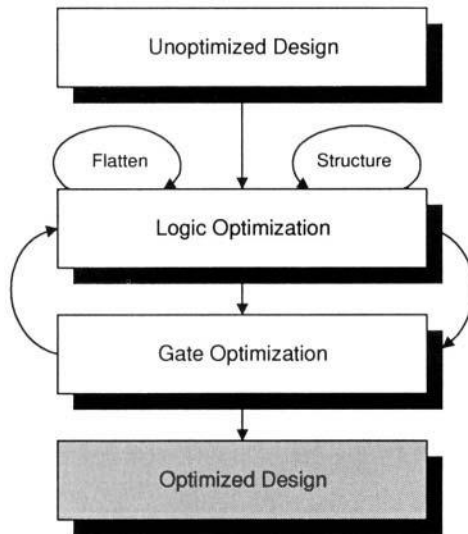 Unoptimized Design
Flatten
Structure
Logic Optimization
Gate Optimization
Optimized Design